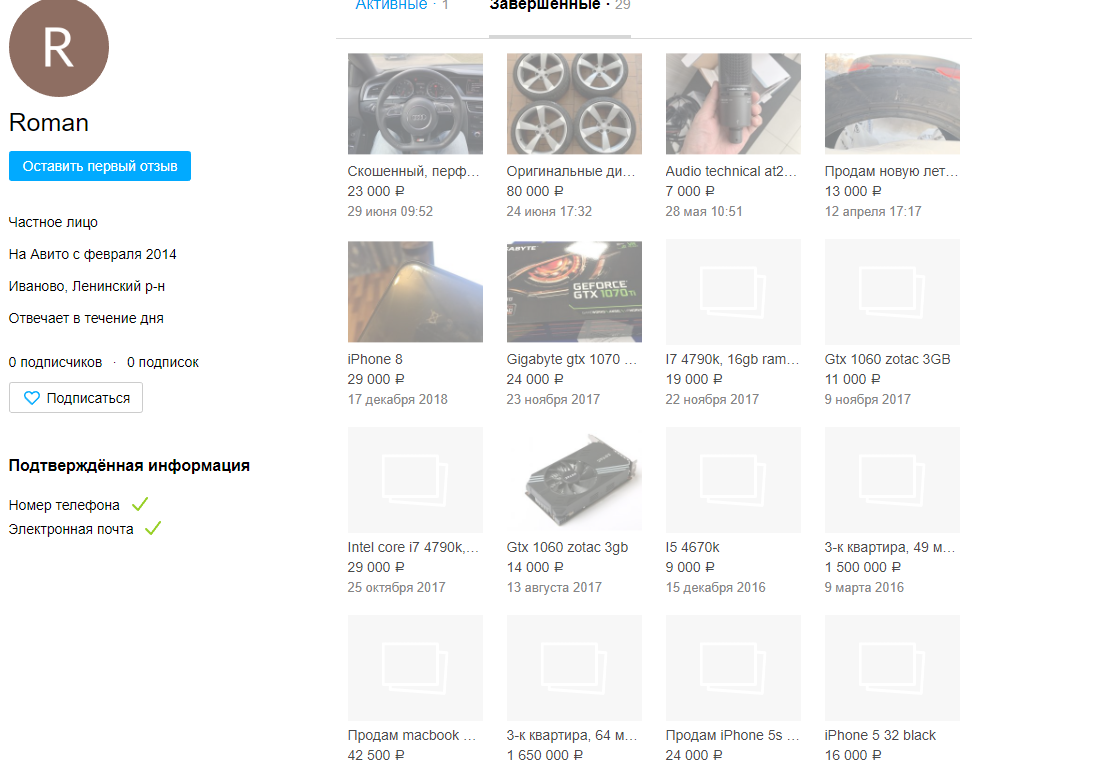 R
Roman
Оставить первый отзыв
Частное лицо
На Авито с февраля 2014
Иваново, Ленинский р-н
Отвечает в течение дня
0 подписчиков · 0 подписок
Подписаться
Подтверждённая информация
Номер телефона
Электронная почта
Активные · 1
Завершённые · 29
Скошенный, перф...
23 000 ₽
29 июня 09:52
Оригинальные ди...
80 000 ₽
24 июня 17:32
Audio technical at2...
7 000 ₽
28 мая 10:51
Продам новую лет...
13 000 ₽
12 апреля 17:17
iPhone 8
29 000 ₽
17 декабря 2018
GEFORCE
GTX 1070 Ti
Gigabyte gtx 1070 ...
24 000 ₽
23 ноября 2017
I7 4790k, 16gb ram...
19 000 ₽
22 ноября 2017
Gtx 1060 zotac 3GB
11 000 ₽
9 ноября 2017
Intel core i7 4790k,...
29 000 ₽
25 октября 2017
Gtx 1060 zotac 3gb
14 000 ₽
13 августа 2017
I5 4670k
9 000 ₽
15 декабря 2016
3-к квартира, 49 м...
1 500 000 ₽
9 марта 2016
Продам macbook ...
42 500 ₽
3-к квартира, 64 м...
1 650 000 ₽
Продам iPhone 5s ...
24 000 ₽
iPhone 5 32 black
16 000 ₽